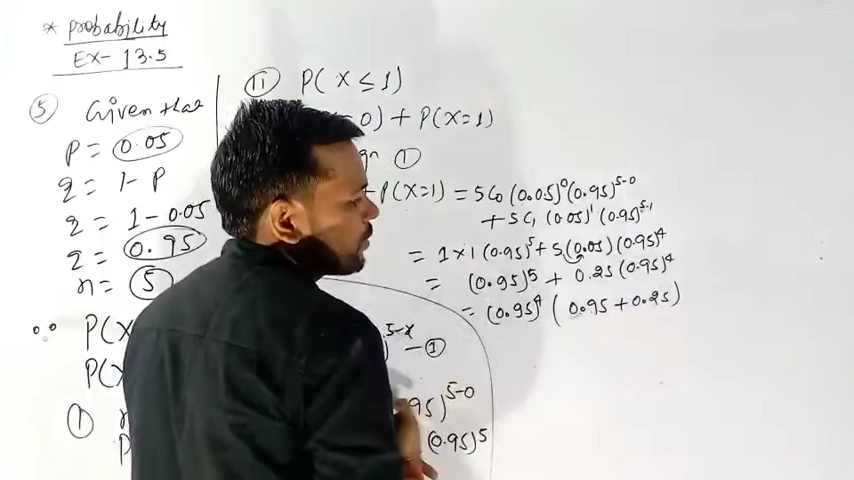 * Probability
Ex- 13.5
(5) Given that
P = 0.05
q = 1 - P
q = 1 - 0.05
q = 0.95
n = 5
∴ P(X
P(X
(I)
(II) P(X ≤ 1)
0) + P(X=1)
(1)
+ P(X=1) = 5C₀ (0.05)⁰ (0.95)⁵⁻⁰
+ 5C₁ (0.05)¹ (0.95)⁵⁻¹
= 1×1 (0.95)⁵ + 5(0.05) (0.95)⁴
= (0.95)⁵ + 0.25 (0.95)⁴
= (0.95)⁴ ( 0.95 + 0.25)
5-x - (1)
95)⁵⁻⁰
(0.95)⁵